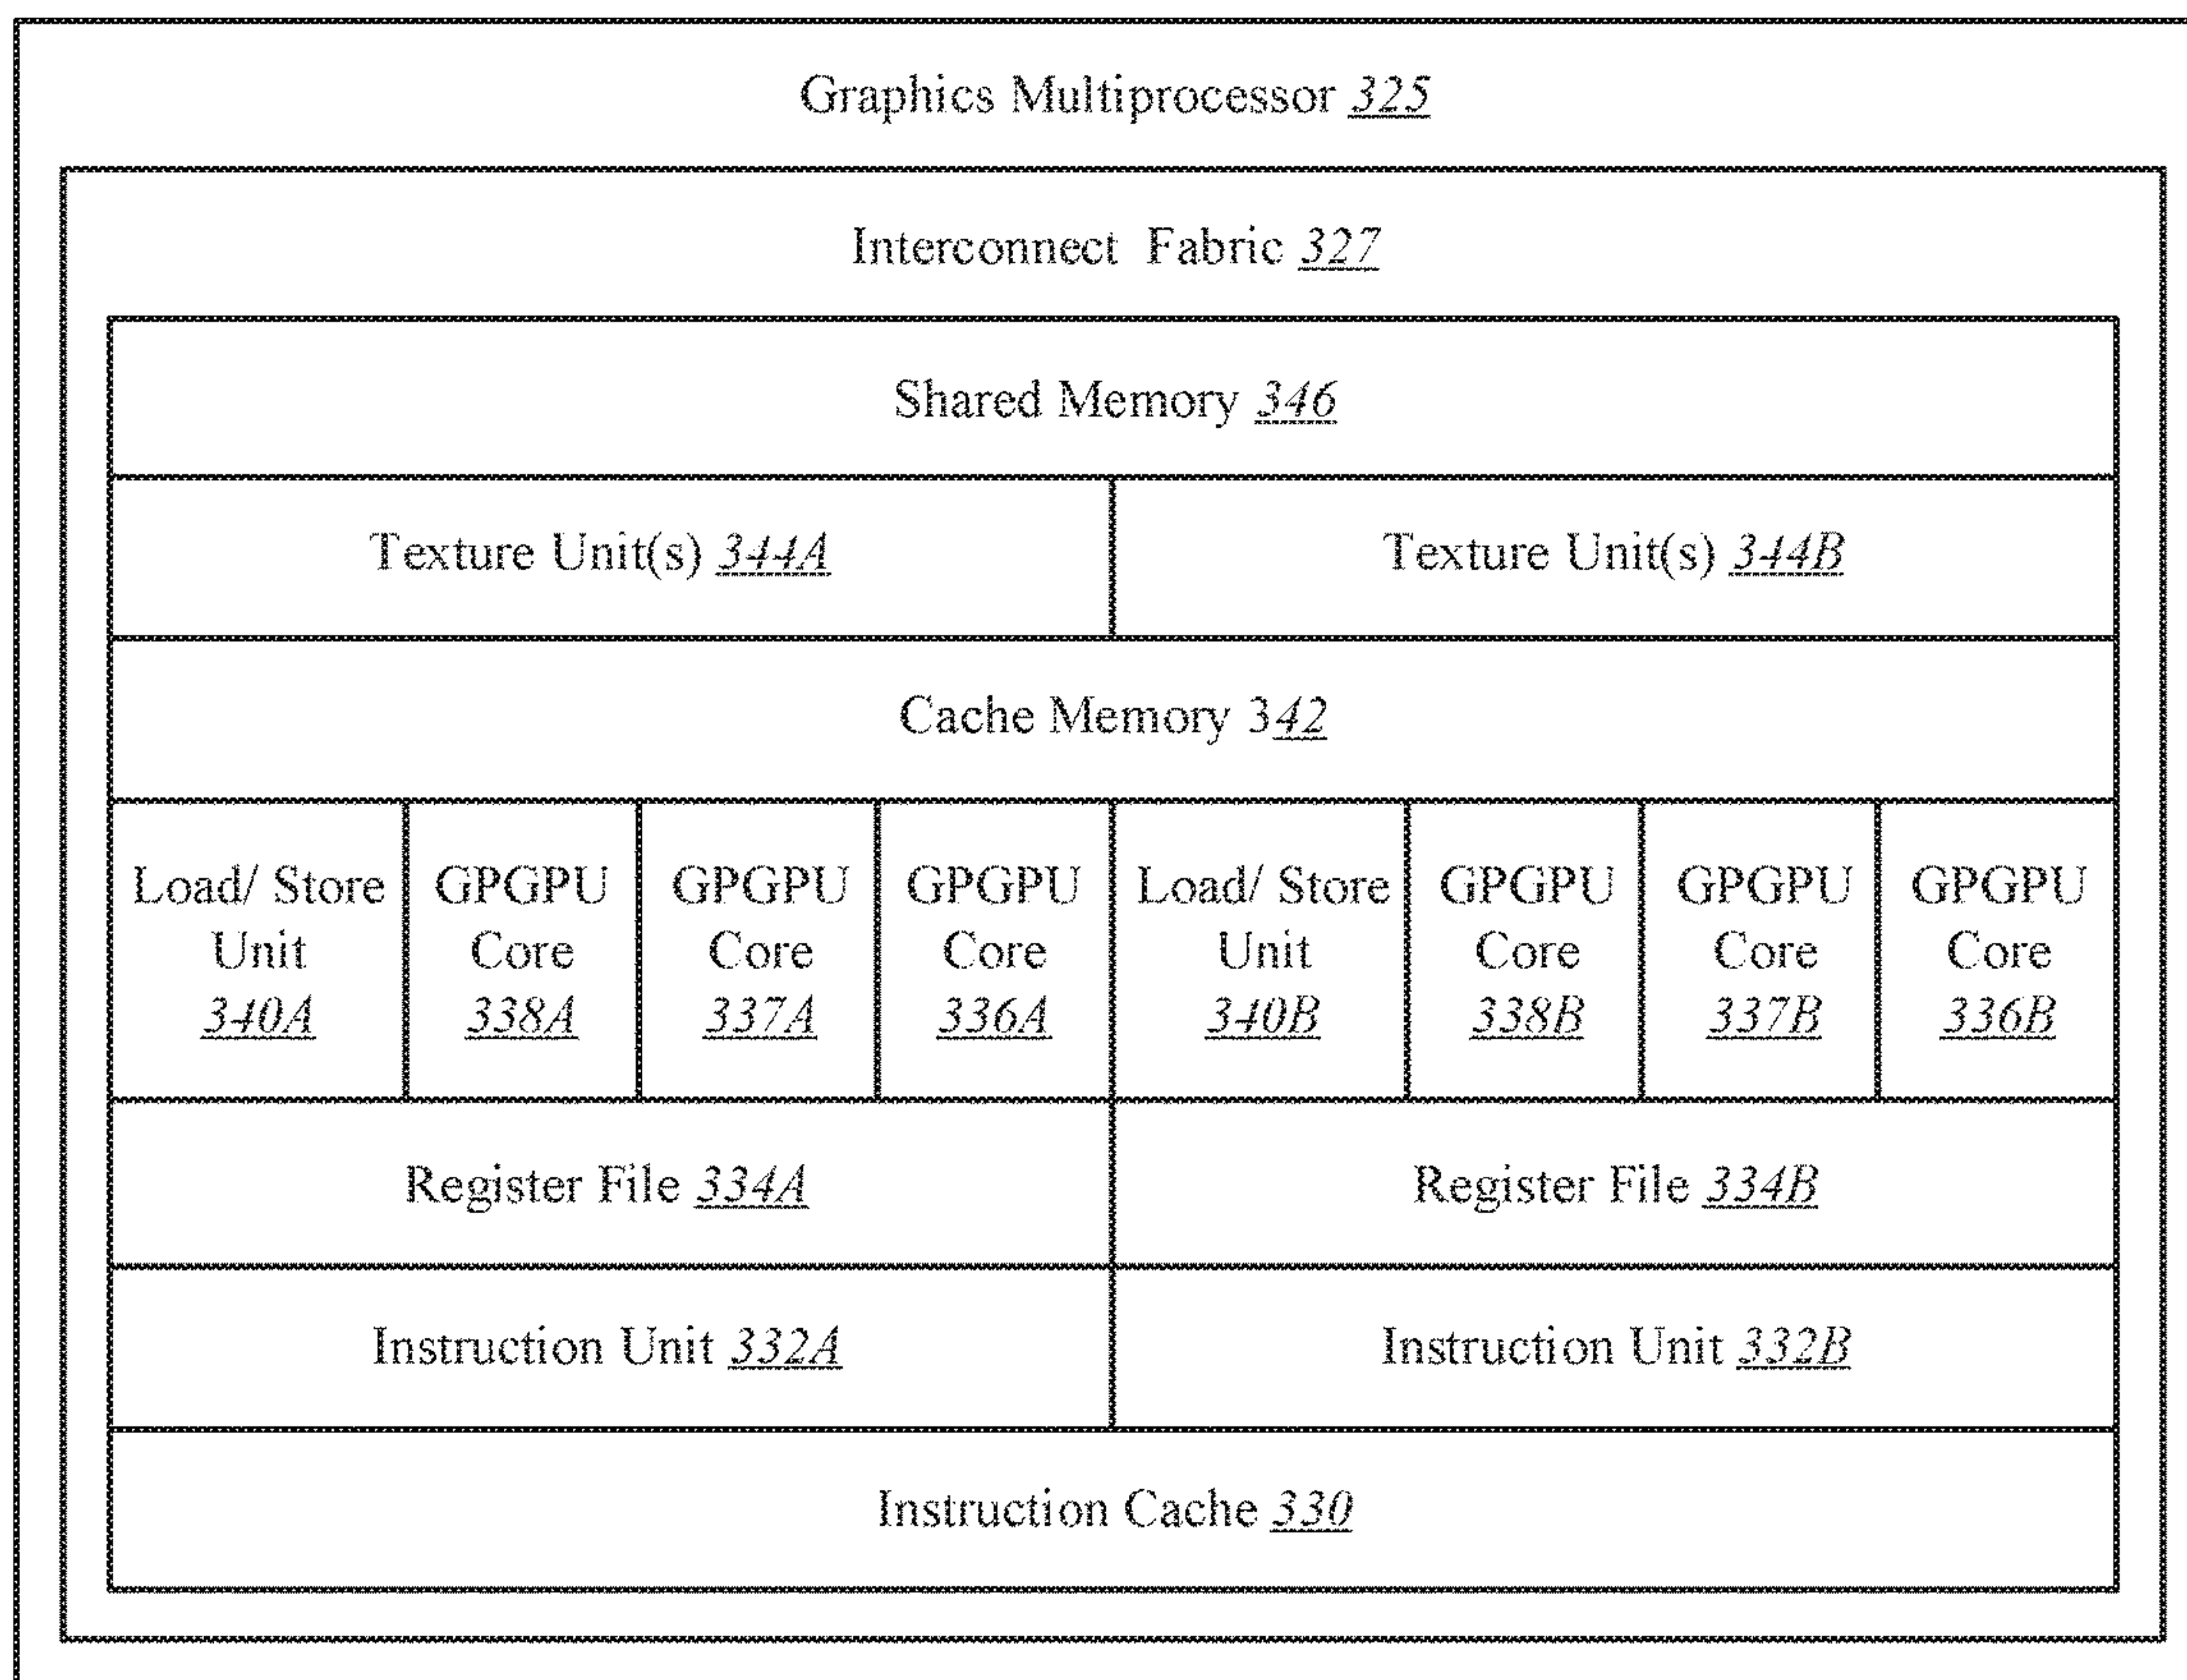 Graphics Multiprocessor 325
Interconnect Fabric 327
Shared Memory 346
Texture Unit(s) 344A
Texture Unit(s) 344B
Cache Memory 342
Load/ Store
Unit
340A
GPGPU
Core
338A
GPGPU
Core
337A
GPGPU
Core
336A
Load/ Store
Unit
340B
GPGPU
Core
338B
GPGPU
Core
337B
GPGPU
Core
336B
Register File 334A
Register File 334B
Instruction Unit 332A
Instruction Unit 332B
Instruction Cache 330